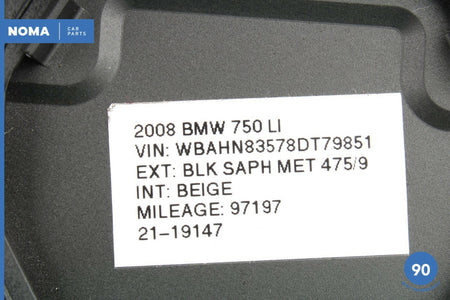 NOMA
CAR
PARTS
2008 BMW 750 LI
VIN: WBAHN83578DT79851
EXT: BLK SAPH MET 475/9
INT: BEIGE
MILEAGE: 97197
21-19147
90